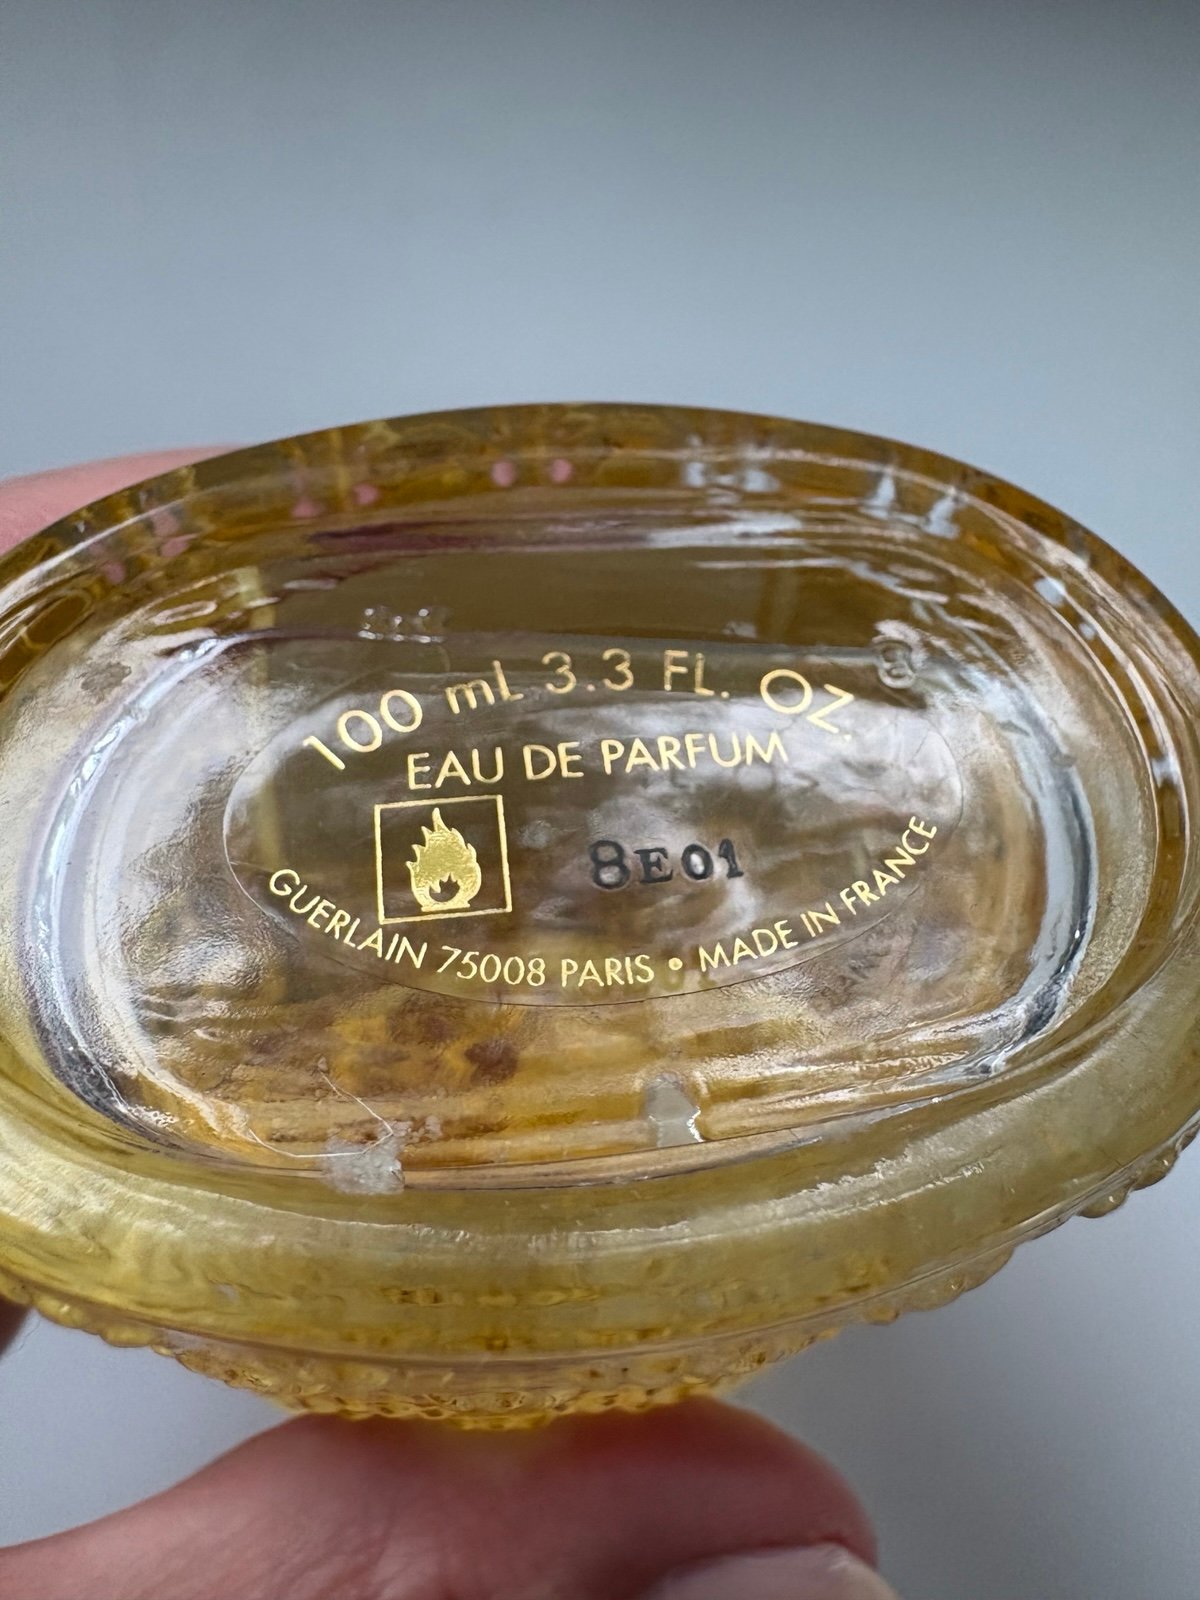 100 mL 3.3 FL. OZ.
EAU DE PARFUM
8E01
GUERLAIN 75008 PARIS • MADE IN FRANCE